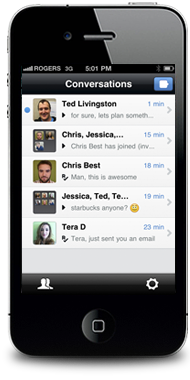 ROGERS 3G 5:01 PM
Conversations
Ted Livingston 1 min
for sure, lets plan someth...
Chris, Jessica,... 15 min
Chris Best has joined (inv...
Chris Best 18 min
Man, this is awesome
Jessica, Ted, Te... 19 min
starbucks anyone?
Tera D 23 min
Tera, just sent you an email